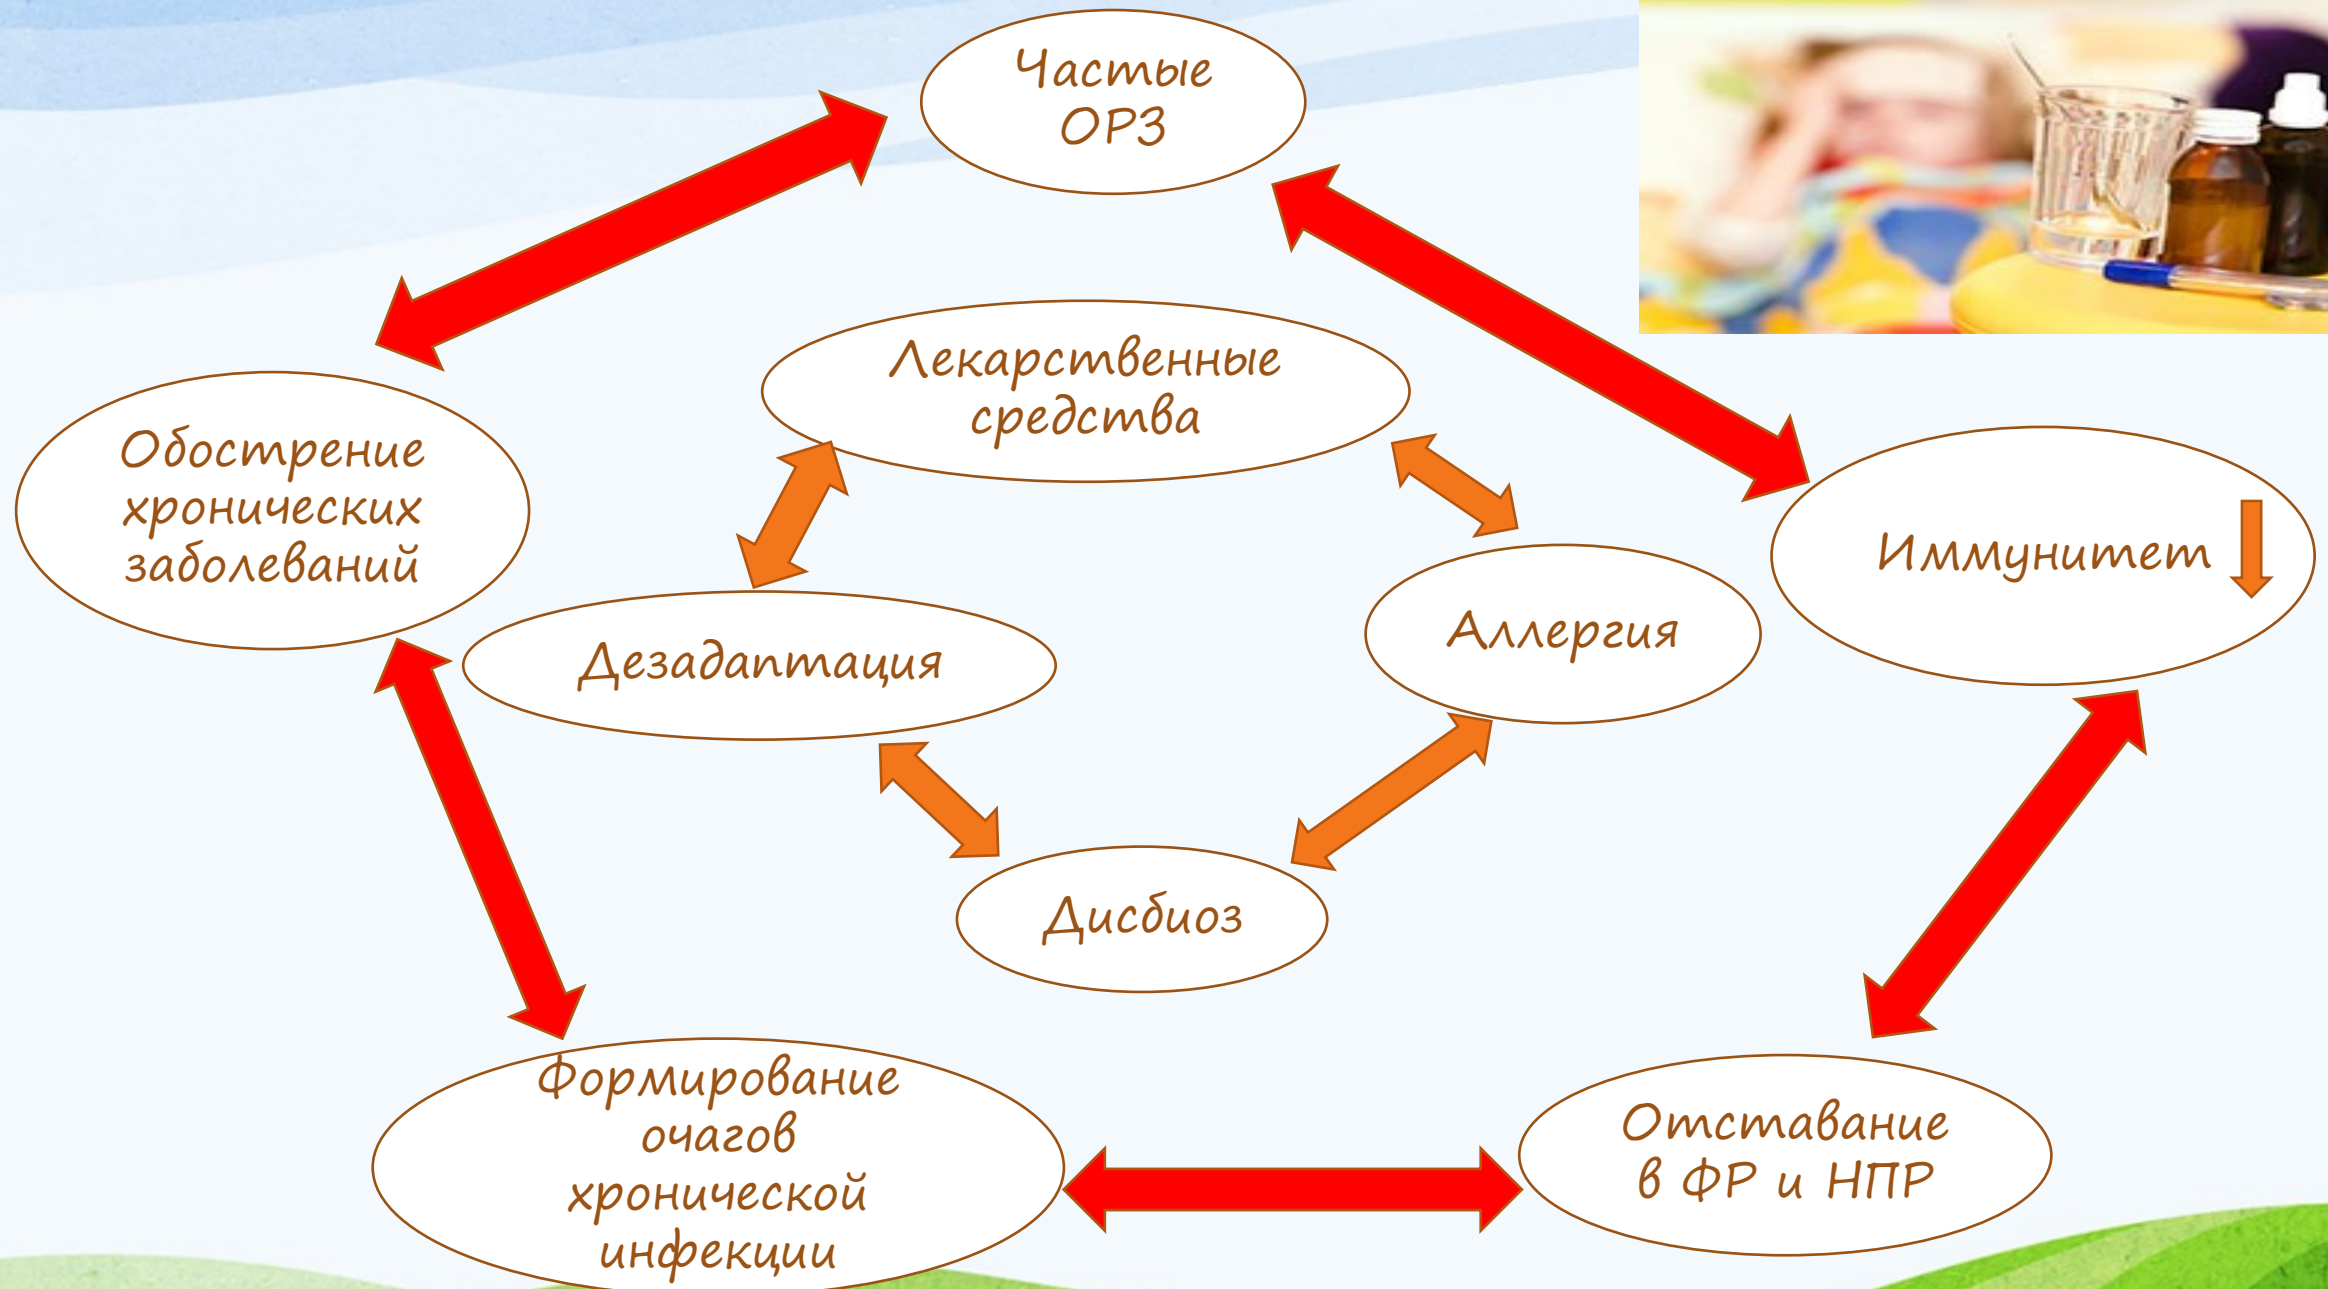 Частые
ОРЗ
Лекарственные
средства
Обострение
хронических
заболеваний
Иммунитет
Аллергия
Дезадаптация
Дисбиоз
Формирование
очагов
хронической
инфекции
Отставание
в ФР и НПР